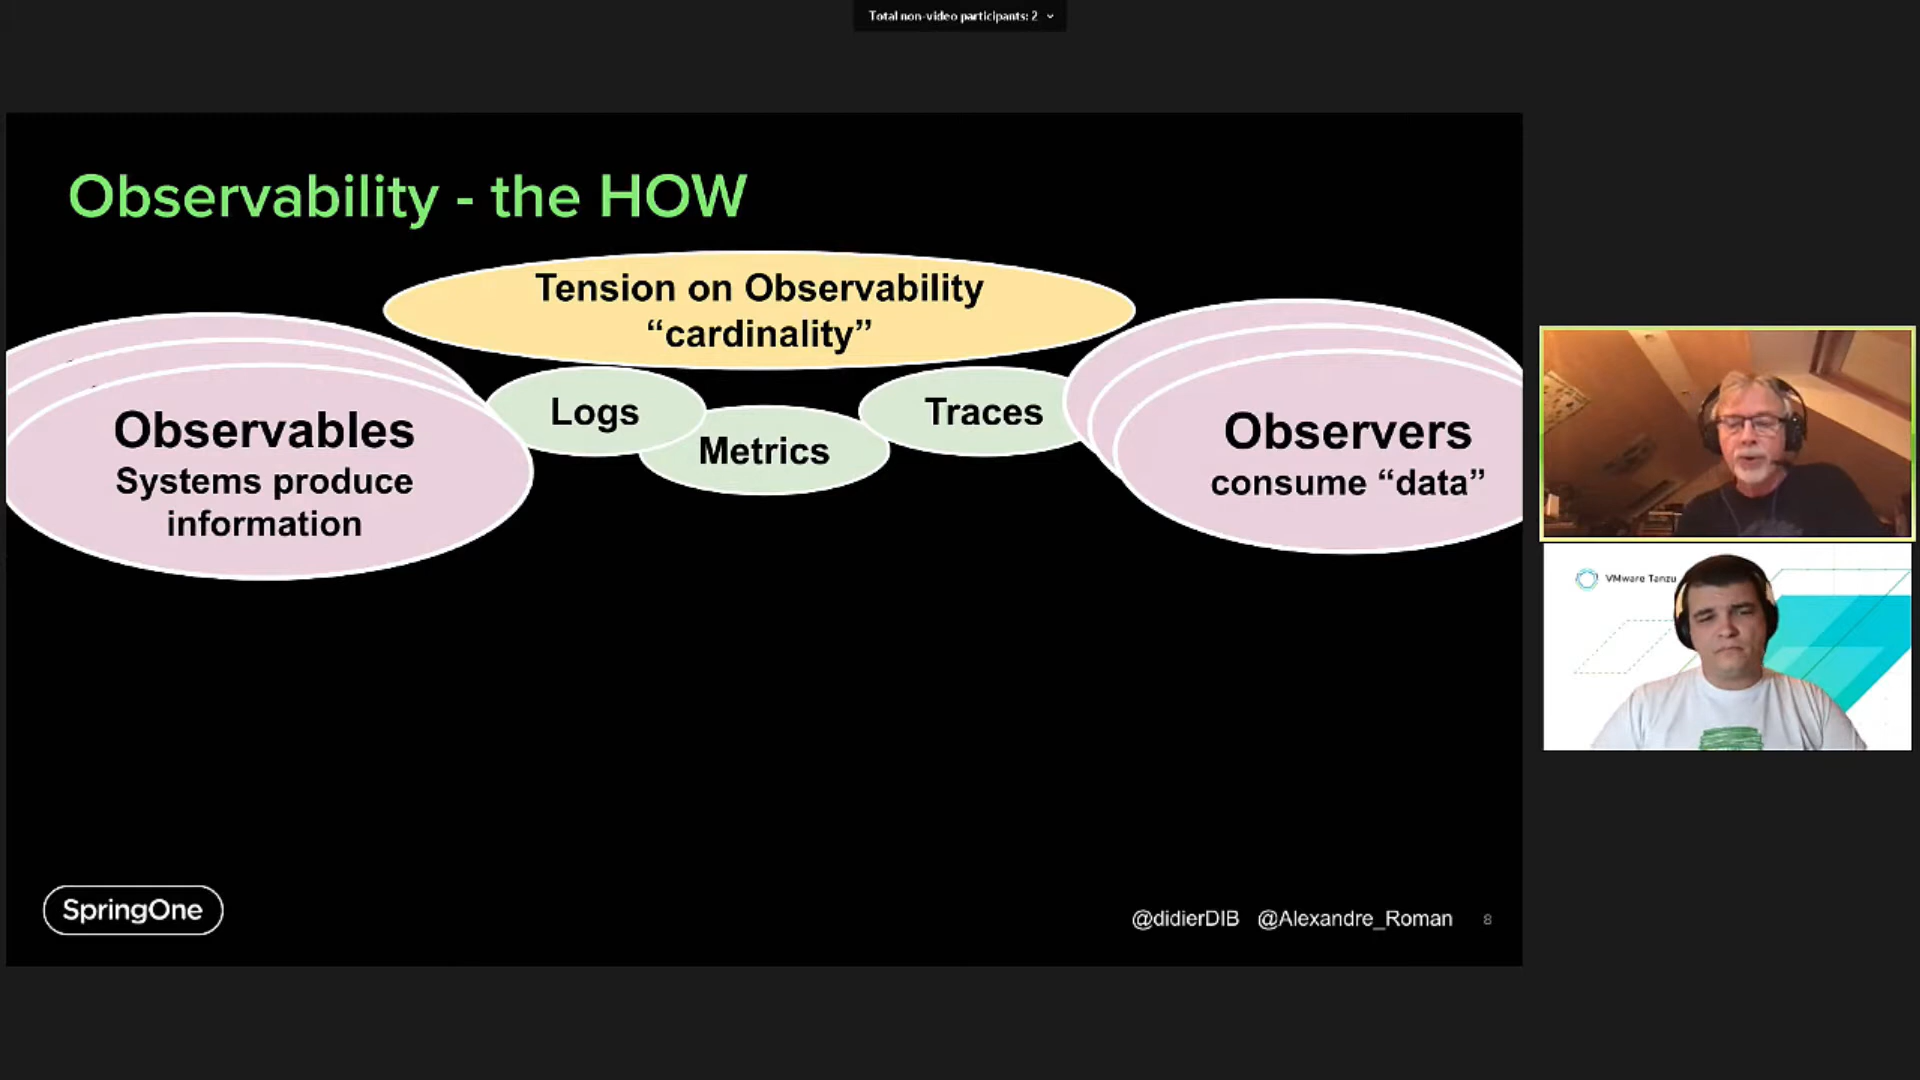 Total non-video participants: 2
Observability - the HOW
Tension on Observability
“cardinality”
Logs
Metrics
Traces
Observables
Systems produce
information
Observers
consume “data”
VMware Tanzu
SpringOne
@didierDIB @Alexandre_Roman 8